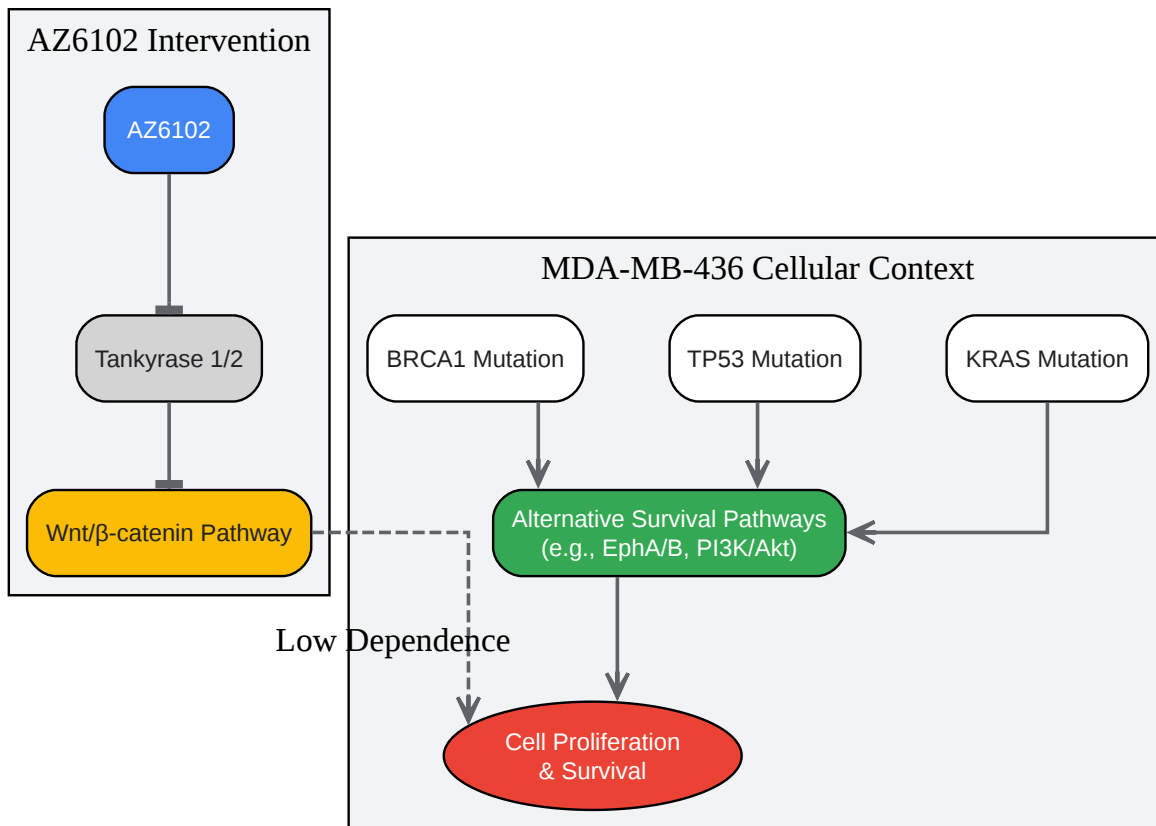 AZ6102 Intervention
AZ6102
Tankyrase 1/2
Wnt/β-catenin Pathway
MDA-MB-436 Cellular Context
BRCA1 Mutation
TP53 Mutation
KRAS Mutation
Alternative Survival Pathways
(e.g., EphA/B, PI3K/Akt)
Low Dependence
Cell Proliferation
& Survival